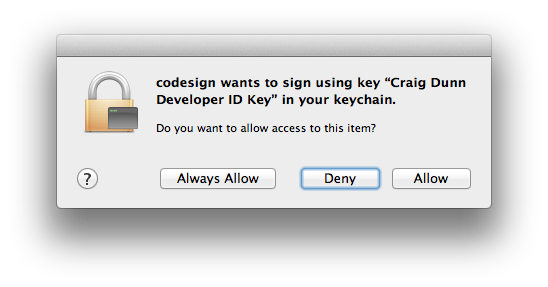 codesign wants to sign using key “Craig Dunn
Developer ID Key” in your keychain.
Do you want to allow access to this item?
?
Always Allow
Deny
Allow